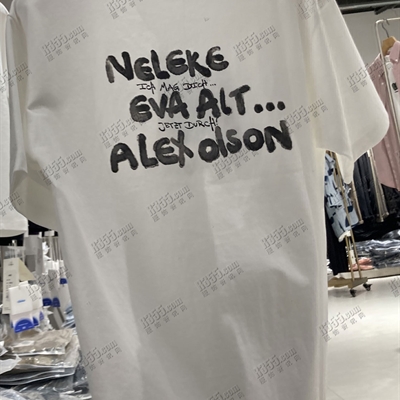 NELEKE
ICH MAG DICH...
EVA ALT...
JETZT DURCH!
ALEX OLSON